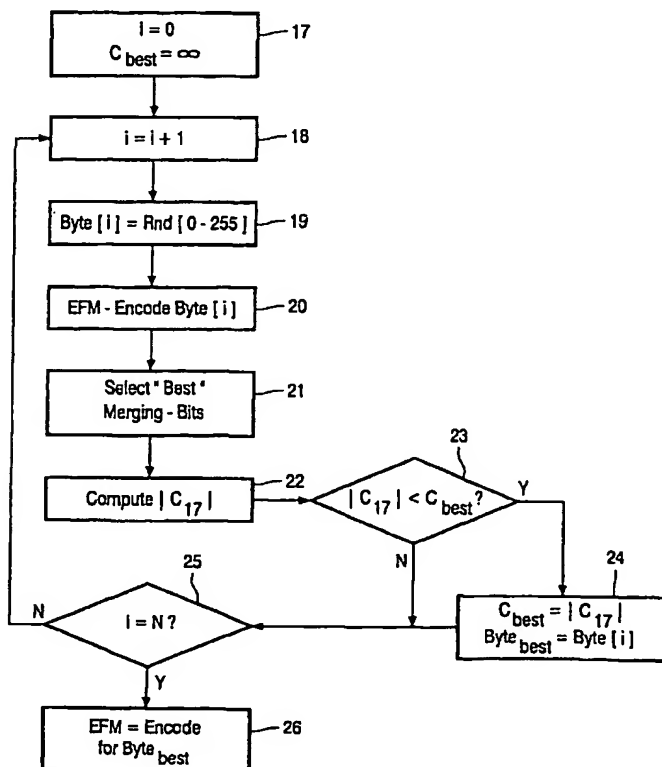 I = 0
C best = ∞
17
i = i + 1
18
Byte [ i ] = Rnd [ 0 - 255 ]
19
EFM - Encode Byte [ i ]
20
Select " Best "
Merging - Bits
21
Compute | C 17 |
22
| C 17 | < C best ?
23
Y
N
C best = | C 17 |
Byte best = Byte [ i ]
24
I = N ?
25
N
Y
EFM = Encode
for Byte best
26